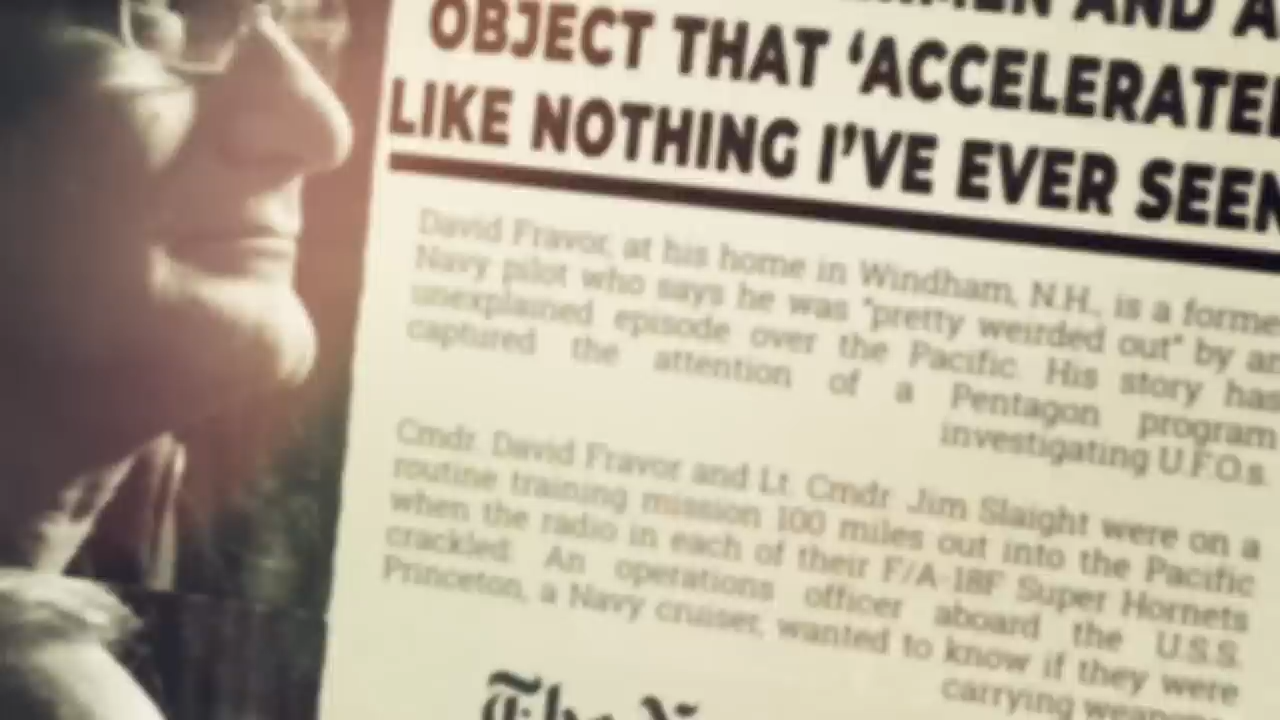 AND A
OBJECT THAT ‘ACCELERATE
LIKE NOTHING I’VE EVER SEEN
David Fravor, at his home in Windham, N.H., is a forme
Navy pilot who says he was "pretty weirded out" by an
unexplained episode over the Pacific. His story has
captured the attention of a Pentagon program
investigating U.F.O.s.
Cmdr. David Fravor and Lt. Cmdr. Jim Slaight were on a
routine training mission 100 miles out into the Pacific
when the radio in each of their F/A-18F Super Hornets
crackled. An operations officer aboard the U.S.S.
Princeton, a Navy cruiser, wanted to know if they were
carrying
The